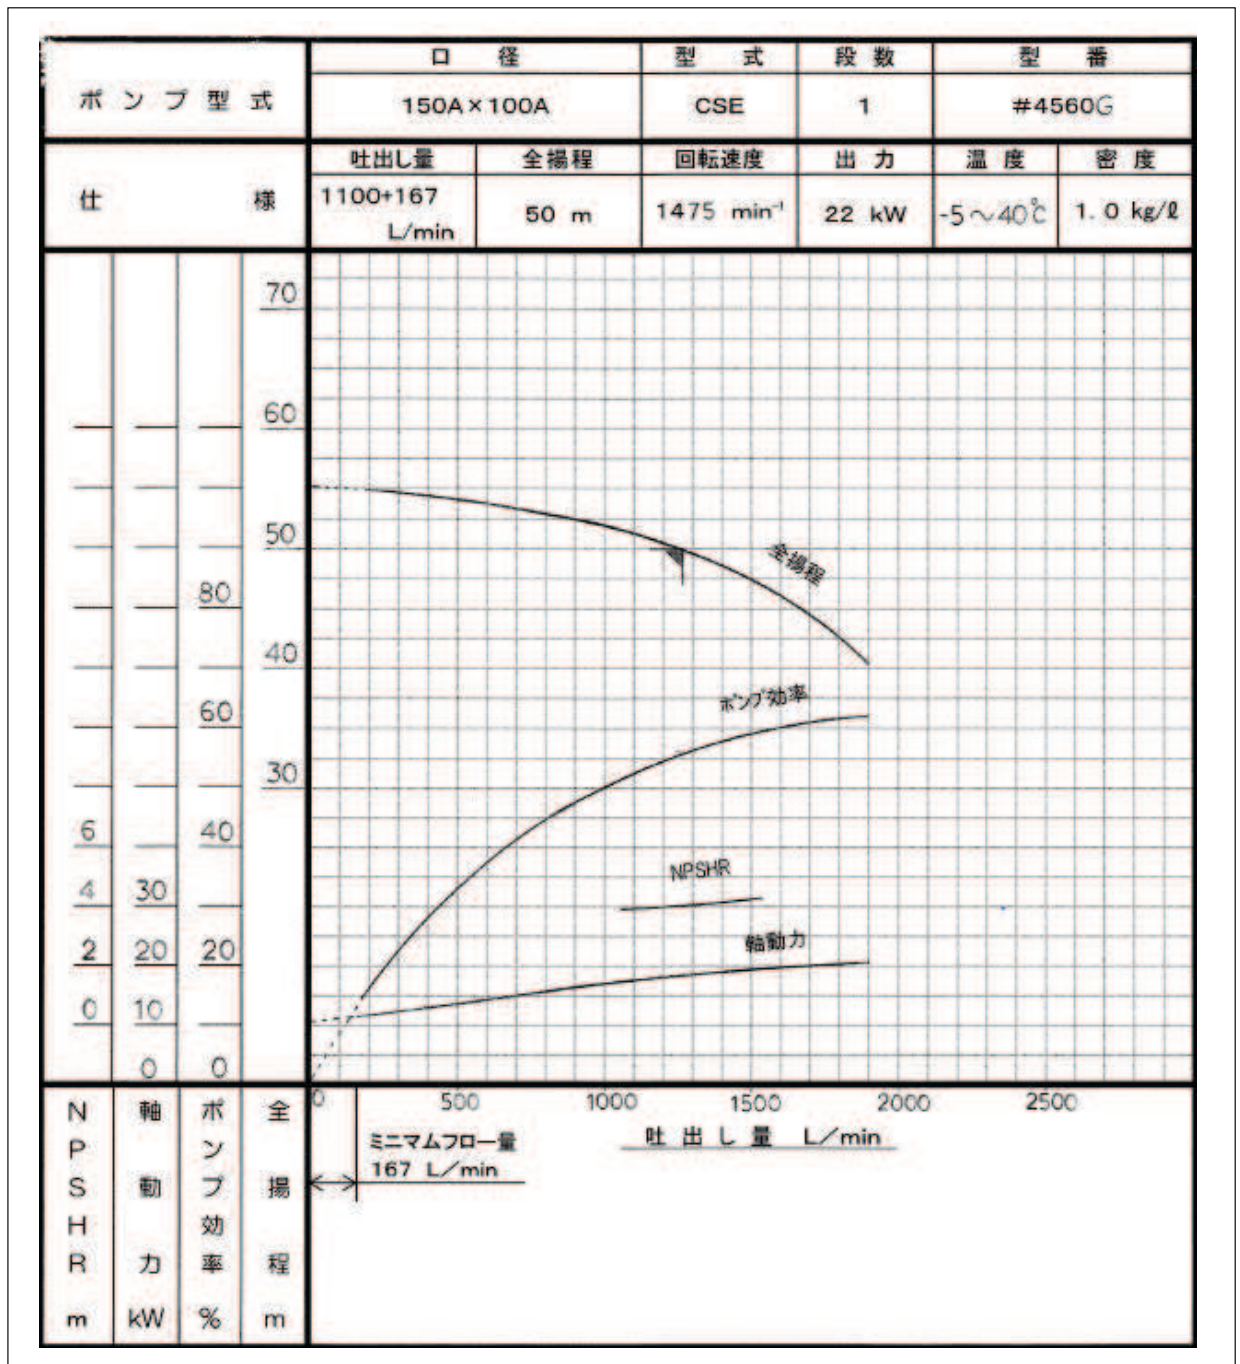 ポンプ型式
口径 型式 段数 型番
150A×100A CSE 1 #4560G
仕様
吐出し量 全揚程 回転速度 出力 温度 密度
1100+167
L/min
50 m 1475 min⁻¹ 22 kW -5~40℃ 1.0 kg/ℓ
70
60
50
80
40
60
30
6 40
4 30
2 20 20
0 10
0 0
全揚程
ポンプ効率
NPSHR
軸動力
0 500 1000 1500 2000 2500
吐出し量 L/min
ミニマムフロー量
167 L/min
NPSHR m
軸動力 kW
ポンプ効率 %
全揚程 m